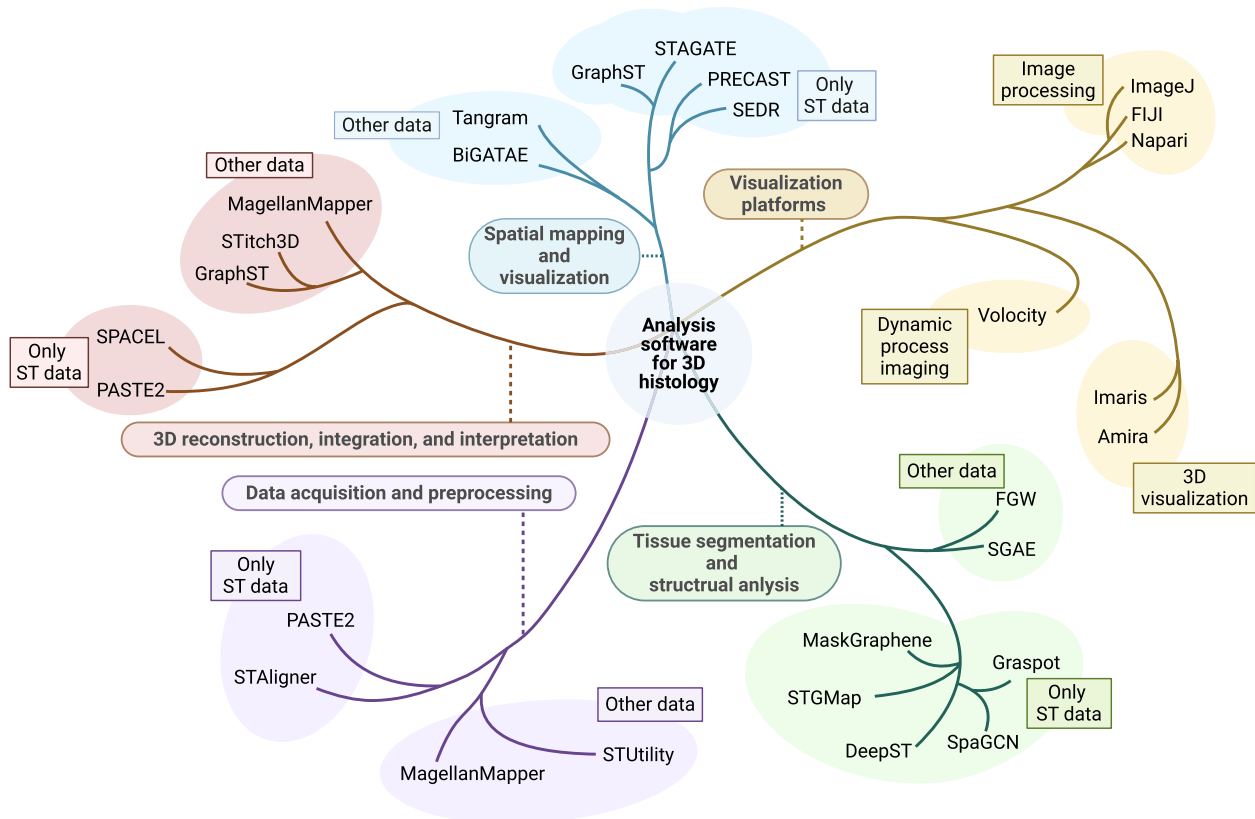 STAGATE
GraphST
PRECAST
SEDR
Only
ST data
Other data
Tangram
BiGATAE
Spatial mapping
and
visualization
Image
processing
ImageJ
FIJI
Napari
Visualization
platforms
Dynamic
process
imaging
Volocity
Imaris
Amira
3D
visualization
Other data
MagellanMapper
STitch3D
GraphST
Only
ST data
SPACEL
PASTE2
3D reconstruction, integration, and interpretation
Analysis
software
for 3D
histology
Data acquisition and preprocessing
Only
ST data
PASTE2
STAligner
Other data
STUtility
MagellanMapper
Tissue segmentation
and
structrual anlysis
Other data
FGW
SGAE
MaskGraphene
STGMap
DeepST
SpaGCN
Graspot
Only
ST data